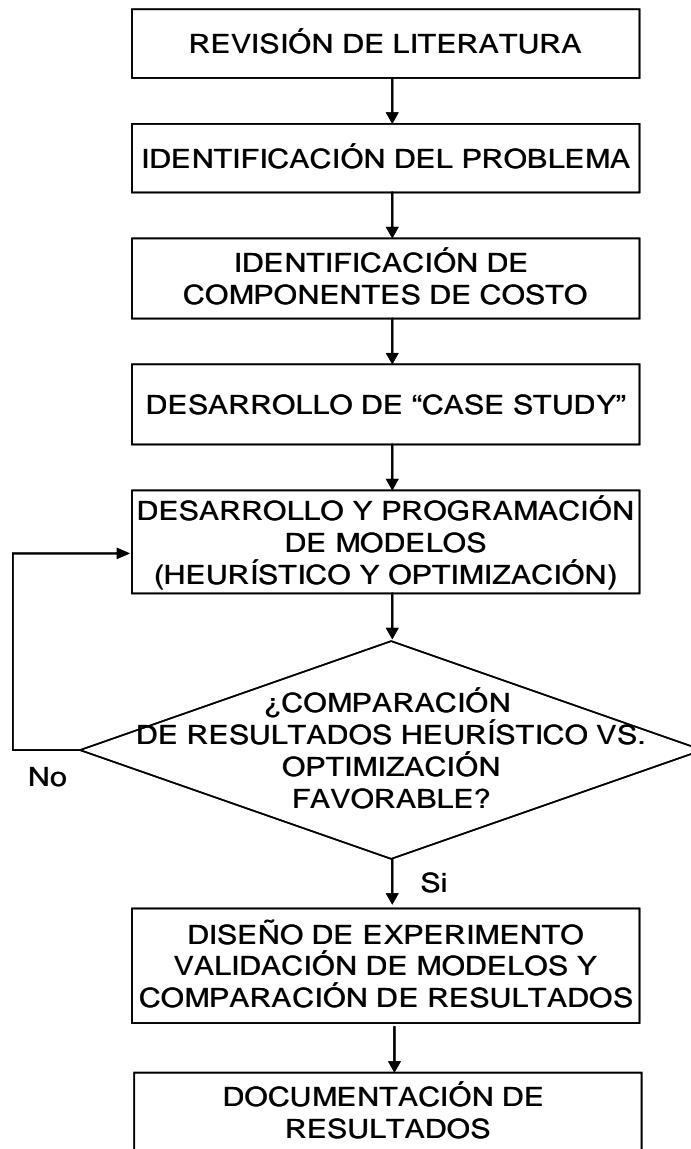 REVISIÓN DE LITERATURA
IDENTIFICACIÓN DEL PROBLEMA
IDENTIFICACIÓN DE
COMPONENTES DE COSTO
DESARROLLO DE “CASE STUDY”
DESARROLLO Y PROGRAMACIÓN
DE MODELOS
(HEURÍSTICO Y OPTIMIZACIÓN)
¿COMPARACIÓN
DE RESULTADOS HEURÍSTICO VS.
OPTIMIZACIÓN
FAVORABLE?
No
Si
DISEÑO DE EXPERIMENTO
VALIDACIÓN DE MODELOS Y
COMPARACIÓN DE RESULTADOS
DOCUMENTACIÓN DE
RESULTADOS